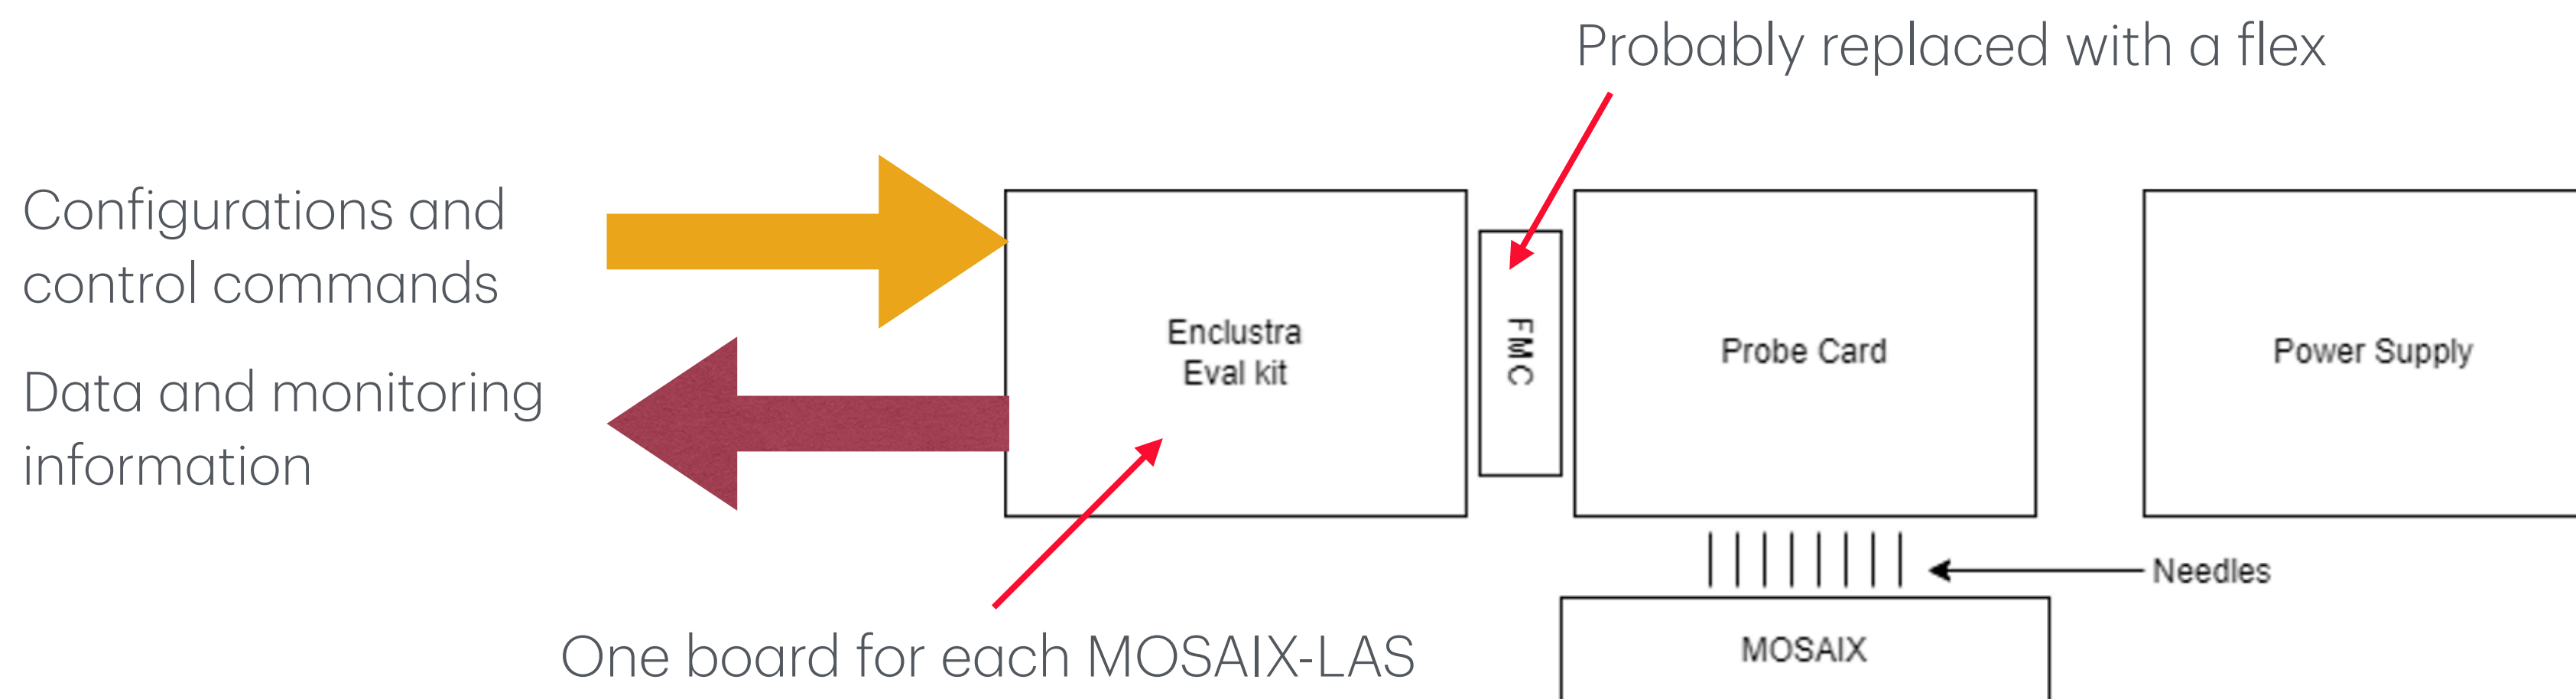 Probably replaced with a flex
Configurations and
control commands
Data and monitoring
information
Enclustra
Eval kit
FMC
Probe Card
Power Supply
Needles
One board for each MOSAIX-LAS
MOSAIX